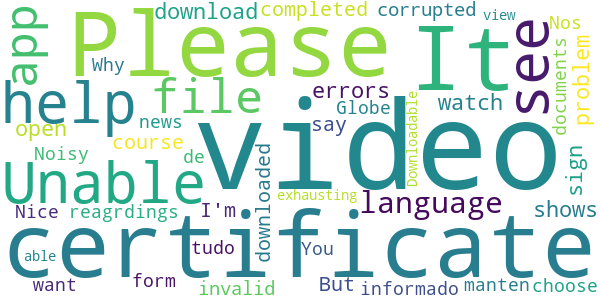 download completed corrupted view
Please It see Nos
app Why problem
help file errors watch documents
open news Globe Downloadable
Noisy course video say
Unable de downloaded exhausting sign
Nice reagrdings I'm language shows
certificate
able tudo You
want form invalid But informado manten choose